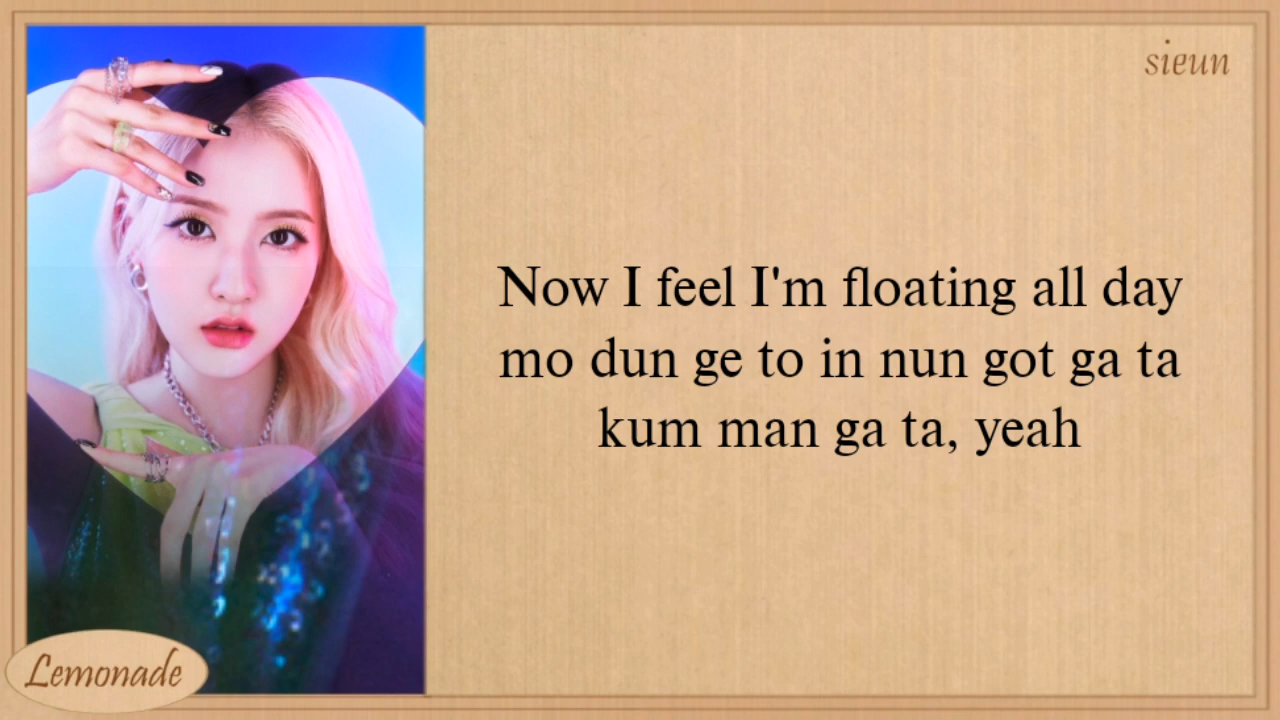 sieun
Now I feel I'm floating all day
mo dun ge to in nun got ga ta
kum man ga ta, yeah
Lemonade